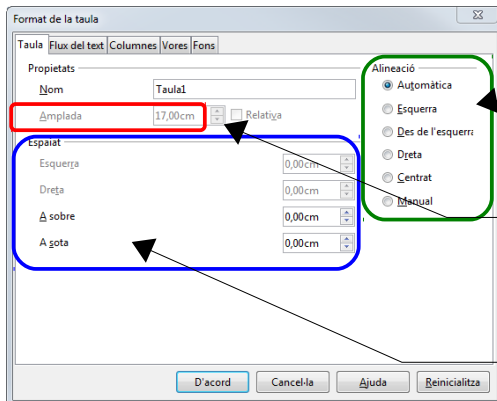 Format de la taula
Taula Flux del text Columnes Vores Fons
Propietats
Nom Taula1
Amplada 17,00cm Relativa
Espaiat
Esquerra 0,00cm
Dreta 0,00cm
A sobre 0,00cm
A sota 0,00cm
Alineació
Automàtica
Esquerra
Des de l'esquerra
Dreta
Centrat
Manual
D'acord Cancel·la Ajuda Reinicialitza